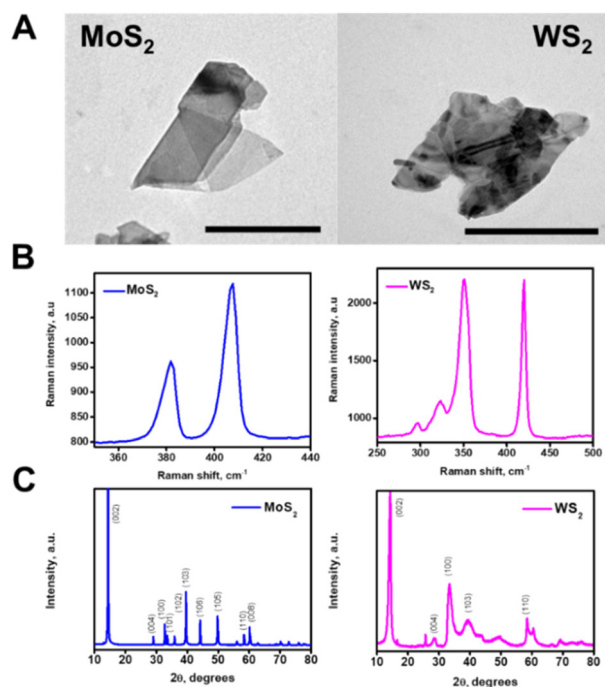 A
MoS2
WS2
B
Raman intensity, a.u
1100
1050
1000
950
900
850
800
MoS2
360
380
400
420
440
Raman shift, cm-1
Raman intensity, a.u
2000
1500
1000
WS2
250
300
350
400
450
500
Raman shift, cm-1
C
Intensity, a.u.
MoS2
(002)
(004)
(100)
(101)
(102)
(103)
(106)
(105)
(110)
(008)
10 20 30 40 50 60 70 80
2θ, degrees
Intensity, a.u.
WS2
(002)
(004)
(100)
(103)
(110)
10 20 30 40 50 60 70 80
2θ, degrees